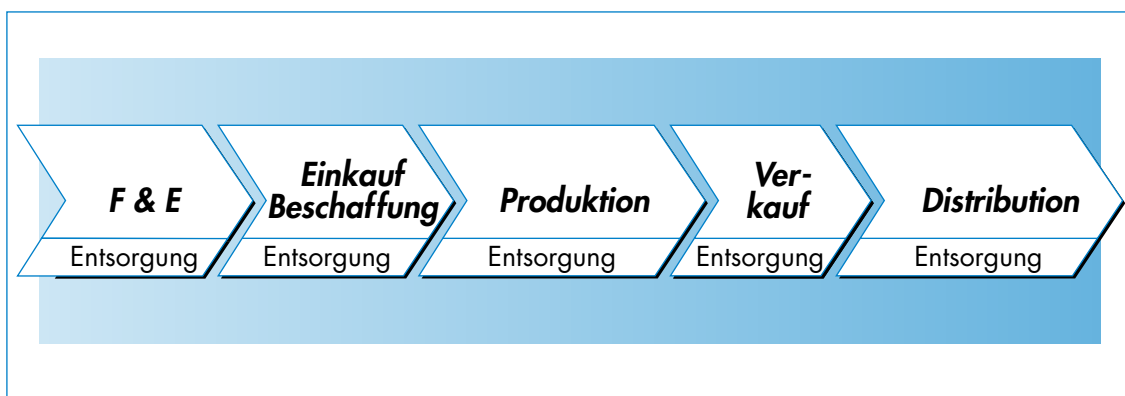 F & E
Entsorgung
Einkauf
Beschaffung
Entsorgung
Produktion
Entsorgung
Ver-
kauf
Entsorgung
Distribution
Entsorgung